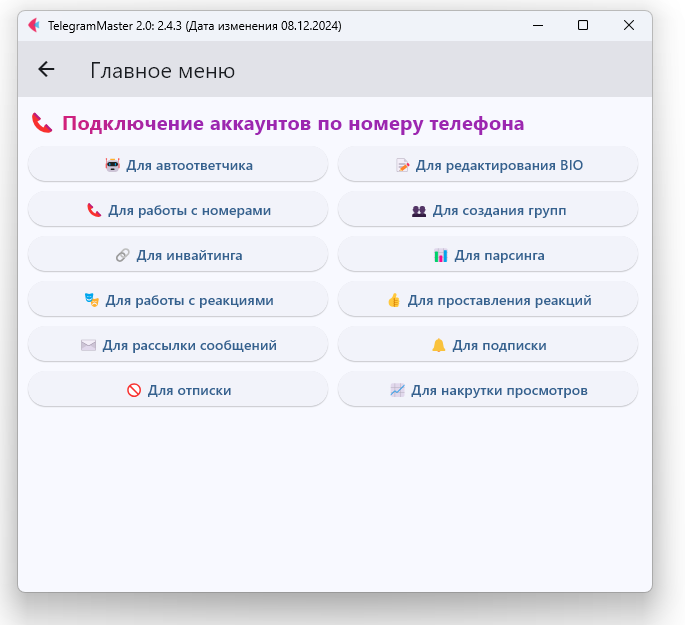 TelegramMaster 2.0: 2.4.3 (Дата изменения 08.12.2024)
Главное меню
Подключение аккаунтов по номеру телефона
Для автоответчика
Для редактирования BIO
Для работы с номерами
Для создания групп
Для инвайтинга
Для парсинга
Для работы с реакциями
Для проставления реакций
Для рассылки сообщений
Для подписки
Для отписки
Для накрутки просмотров